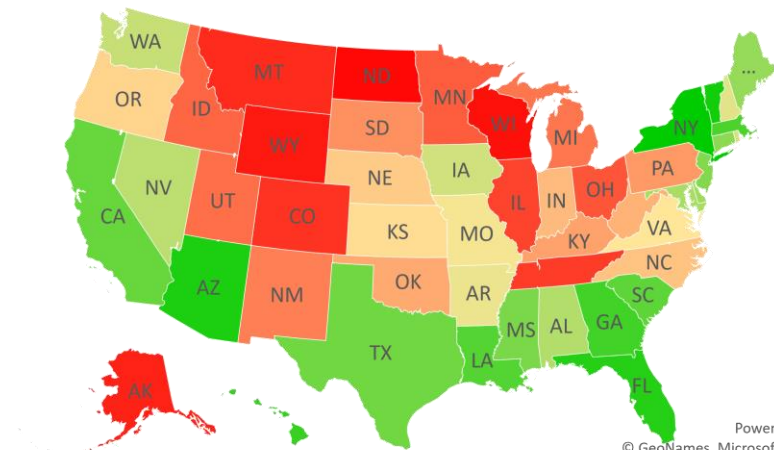 WA
MT
ND
...
OR
ID
MN
WI
NY
SD
MI
WY
IA
PA
NE
NV
UT
IL
IN
OH
CA
CO
KS
MO
VA
KY
NC
AZ
NM
OK
AR
SC
MS
AL
GA
TX
LA
FL
AK
Power
© GeoNames, Microsoft